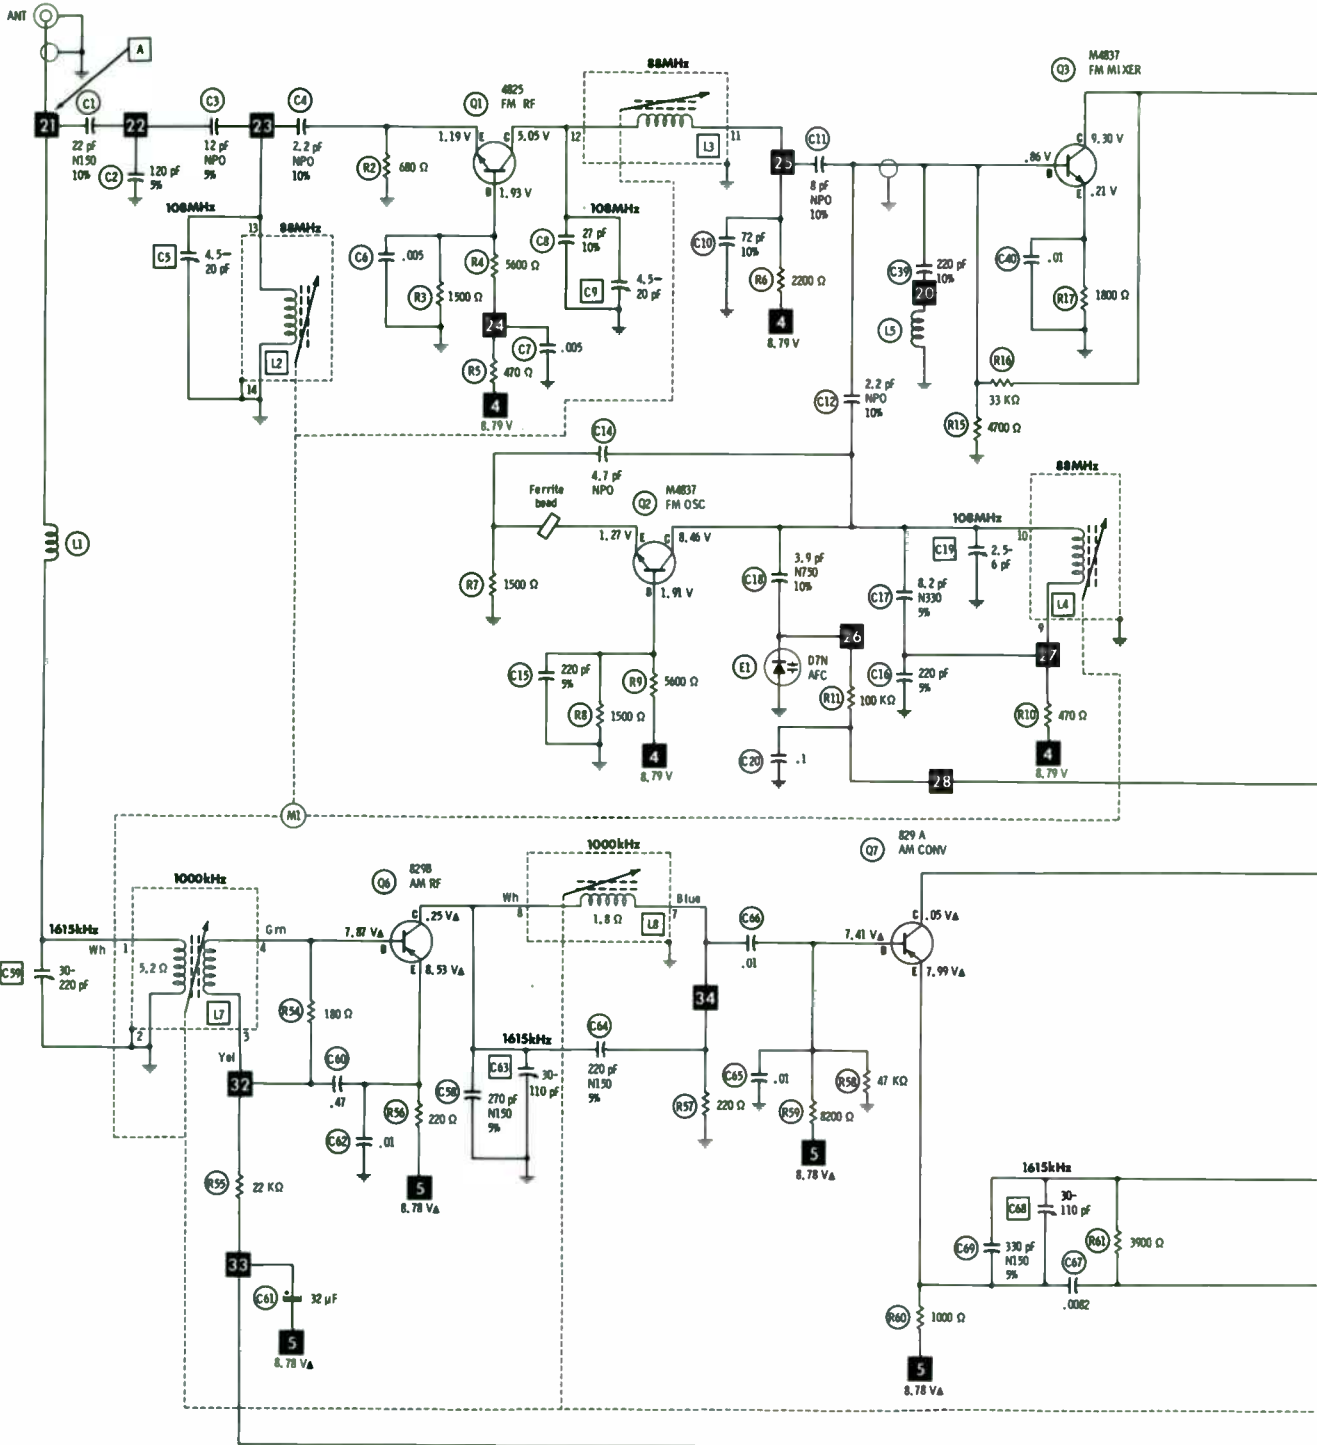 ANT
A
21
C1
22 pf
N150
10%
22
C2
120 pf
5%
C3
12 pf
NPO
5%
23
C4
2.2 pf
NPO
10%
108MHz
C5
4.5-
20 pf
13
88MHz
L2
14
R2
680 Ω
Q1
4825
FM RF
1.19 V
E
C
5.05 V
B
1.93 V
C6
.005
R3
1500 Ω
R4
5600 Ω
24
C7
.005
R5
470 Ω
4
8.79 V
12
88MHz
L3
11
108MHz
C8
27 pf
10%
C9
4.5-
20 pf
25
C11
8 pf
NPO
10%
C10
72 pf
10%
R6
2200 Ω
4
8.79 V
C12
2.2 pf
NPO
10%
C39
220 pf
10%
20
L5
Q3
M4837
FM MIXER
.86 V
B
C
9.30 V
.21 V
E
C40
.01
R17
1800 Ω
R16
33 KΩ
R15
4700 Ω
C14
4.7 pf
NPO
Ferrite
bead
Q2
M4837
FM OSC
1.27 V
E
C
8.46 V
B
1.91 V
R7
1500 Ω
C15
220 pf
5%
R8
1500 Ω
R9
5600 Ω
4
8.79 V
C18
3.9 pf
N750
10%
E1
D7N
AFC
26
R11
100 KΩ
C20
.1
28
C17
8.2 pf
N330
5%
C16
220 pf
5%
108MHz
C19
2.5-
6 pf
88MHz
10
L4
9
27
R10
470 Ω
4
8.79 V
L1
M1
1000kHz
1615kHz
Wh
1
Grn
4
C59
30-
220 pf
5.2 Ω
L7
2
3
Yel
32
R54
180 Ω
C60
.47
C62
.01
R55
22 KΩ
33
C61
32 µF
5
8.78 V▲
Q6
829B
AM RF
7.87 V▲
B
C
.25 V▲
E
8.53 V▲
R56
220 Ω
5
8.78 V▲
1000kHz
Wh
8
1.8 Ω
L8
7
Blue
1615kHz
C58
270 pf
N150
5%
C63
30-
110 pf
C64
220 pf
N150
5%
34
R57
220 Ω
C66
.01
C65
.01
R58
47 KΩ
R59
8200 Ω
5
8.78 V▲
Q7
829 A
AM CONV
7.41 V▲
B
C
.05 V▲
E
7.99 V▲
R60
1000 Ω
5
8.78 V▲
1615kHz
C69
330 pf
N150
5%
C68
30-
110 pf
C67
.0082
R61
3900 Ω